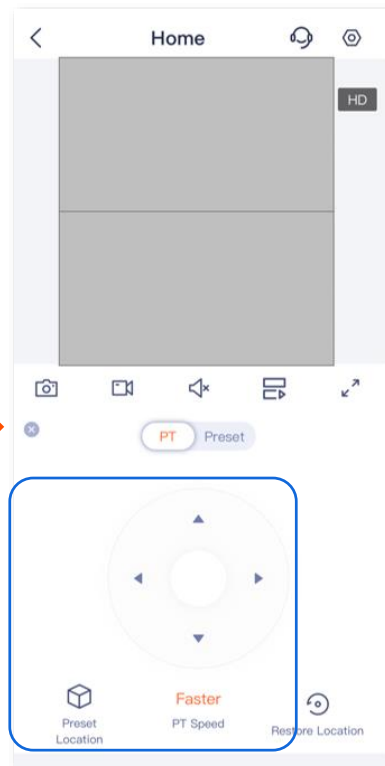 Home
HD
PT Preset
Faster
Preset
Location
PT Speed
Restore Location